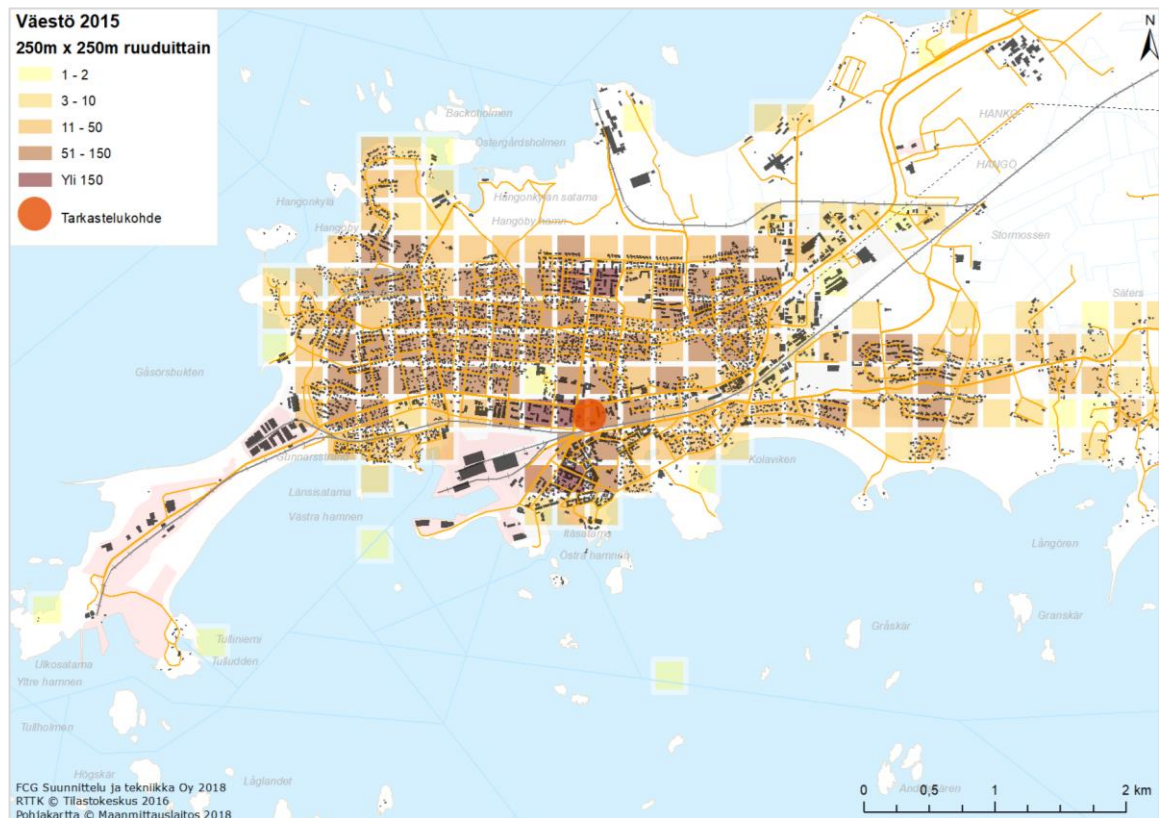 Väestö 2015
250m x 250m ruuduittain
1 - 2
3 - 10
11 - 50
51 - 150
Yli 150
Tarkastelukohde
N
Backoholmen
Östergårdsholmen
HANKO
HANGÖ
Hangonkylä
Hangöby
Hangonkylän satama
Hangöby hamn
Stormossen
Säters
Gåsörsbukten
Gunnarsstrand
Kolaviken
Länsisatama
Västra hamnen
Itäsatama
Östra hamnen
Långören
Granskär
Gråskär
Tulliniemi
Tulludden
Ulkosatama
Yttre hamnen
Tullholmen
Högskär
Låglandet
FCG Suunnittelu ja tekniikka Oy 2018
RTTK © Tilastokeskus 2016
Pohjakartta © Maanmittauslaitos 2018
0 0,5 1 2 km